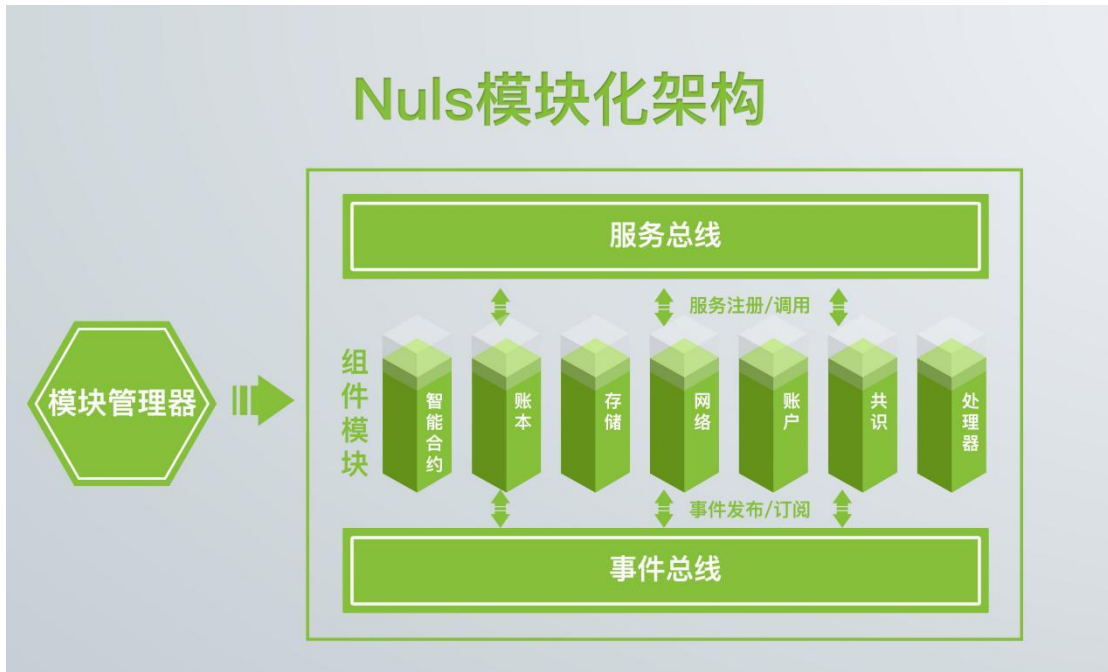 Nuls模块化架构
服务总线
服务注册/调用
模块管理器
组件模块
智能合约
账本
存储
网络
账户
共识
处理器
事件发布/订阅
事件总线